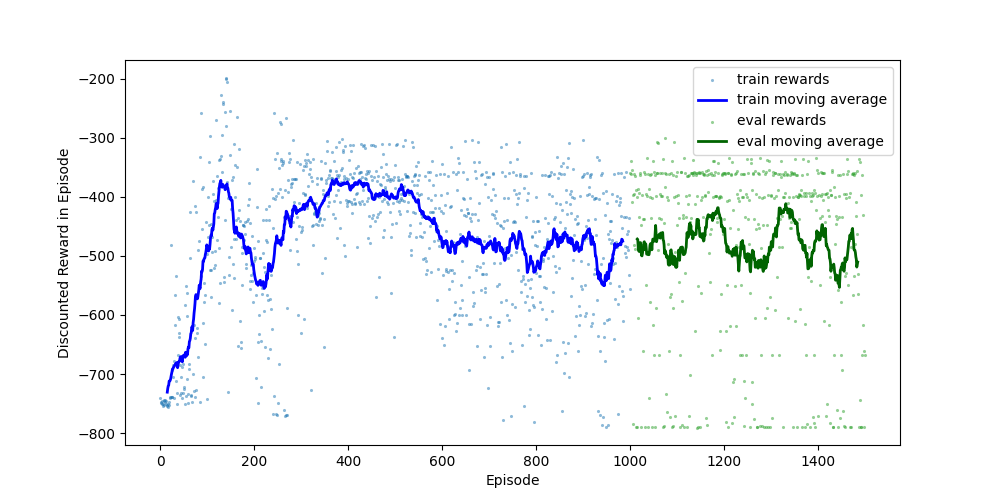 train rewards
train moving average
eval rewards
eval moving average
Discounted Reward in Episode
−200
−300
−400
−500
−600
−700
−800
0 200 400 600 800 1000 1200 1400
Episode